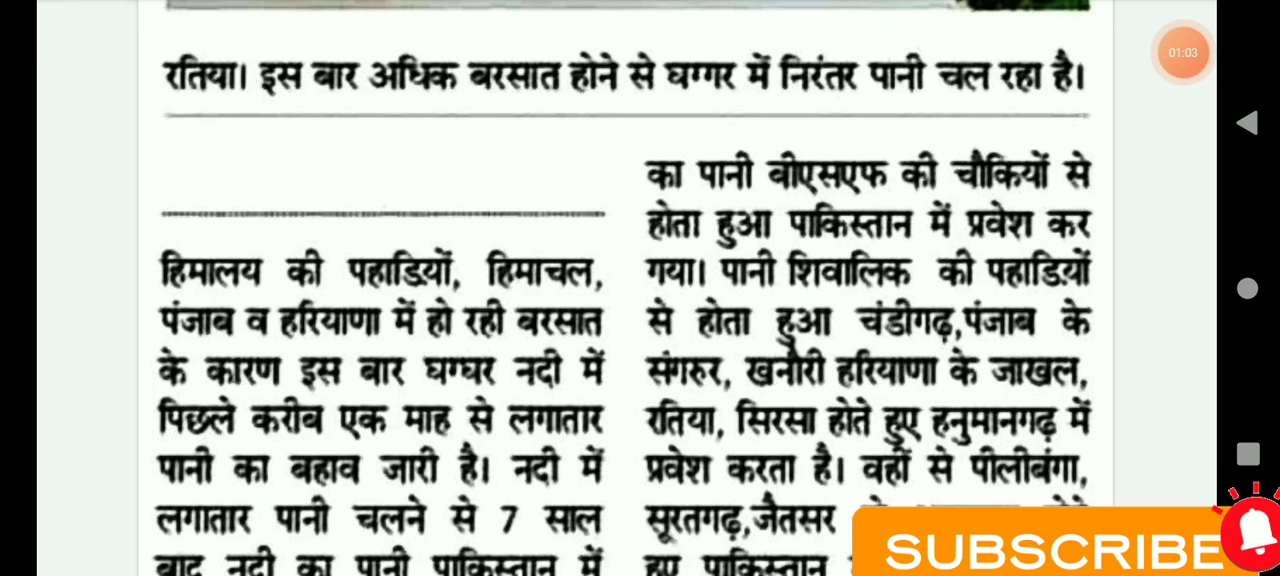 रतिया। इस बार अधिक बरसात होने से घग्गर में निरंतर पानी चल रहा है।
01:03
हिमालय की पहाडियों, हिमाचल,
पंजाब व हरियाणा में हो रही बरसात
के कारण इस बार घग्घर नदी में
पिछले करीब एक माह से लगातार
पानी का बहाव जारी है। नदी में
लगातार पानी चलने से 7 साल
बाद नदी का पानी पाकिस्तान में
का पानी बीएसएफ की चौकियों से
होता हुआ पाकिस्तान में प्रवेश कर
गया। पानी शिवालिक की पहाडियों
से होता हुआ चंडीगढ़,पंजाब के
संगरुर, खनौरी हरियाणा के जाखल,
रतिया, सिरसा होते हुए हनुमानगढ़ में
प्रवेश करता है। वहीं से पीलीबंगा,
सूरतगढ़,जैतसर
हुए पाकिस्तान
SUBSCRIBE